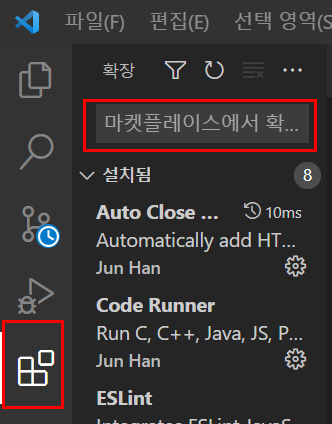 파일(F) 편집(E) 선택 영역(S
확장
마켓플레이스에서 확...
설치됨 8
Auto Close ... 10ms
Automatically add HT...
Jun Han
Code Runner
Run C, C++, Java, JS, P...
Jun Han
ESLint